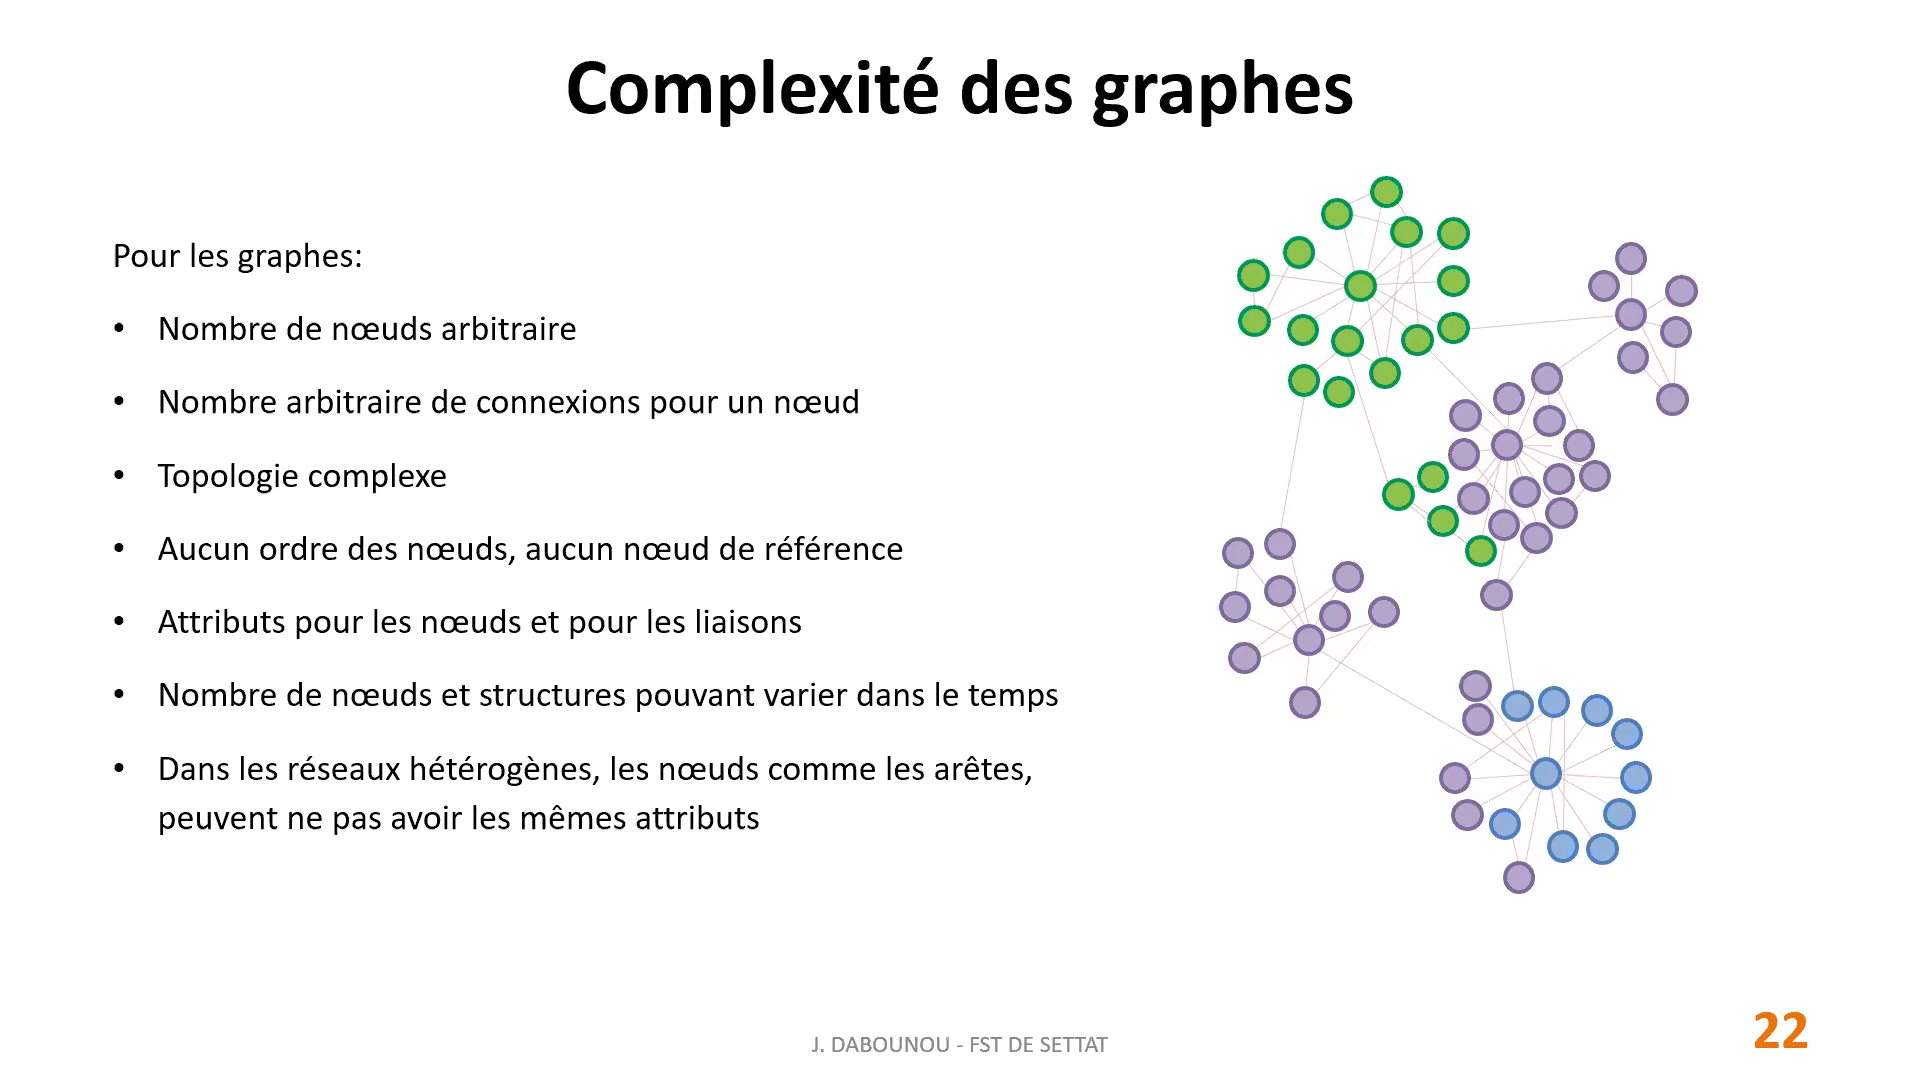 Complexité des graphes
Pour les graphes:
• Nombre de nœuds arbitraire
• Nombre arbitraire de connexions pour un nœud
• Topologie complexe
• Aucun ordre des nœuds, aucun nœud de référence
• Attributs pour les nœuds et pour les liaisons
• Nombre de nœuds et structures pouvant varier dans le temps
• Dans les réseaux hétérogènes, les nœuds comme les arêtes,
peuvent ne pas avoir les mêmes attributs
J. DABOUNOU - FST DE SETTAT
22